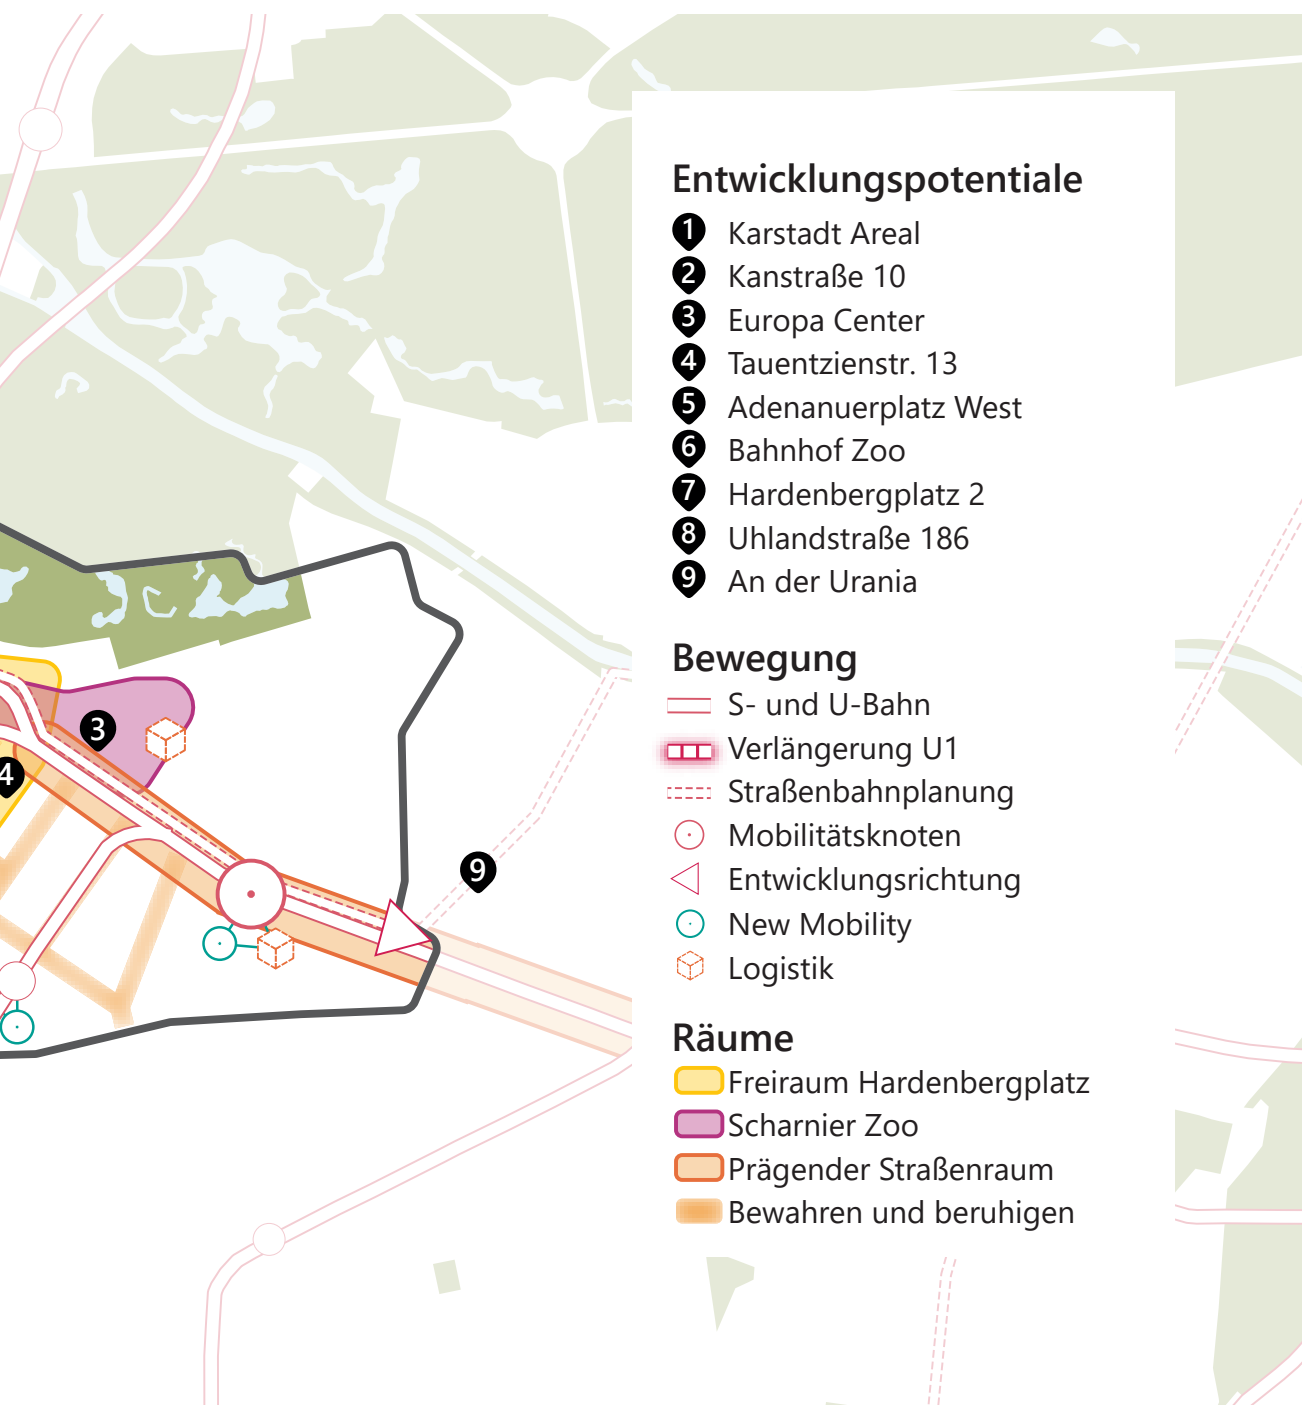 Entwicklungspotentiale
1 Karstadt Areal
2 Kanstraße 10
3 Europa Center
4 Tauentzienstr. 13
5 Adenanuerplatz West
6 Bahnhof Zoo
7 Hardenbergplatz 2
8 Uhlandstraße 186
9 An der Urania
Bewegung
S- und U-Bahn
Verlängerung U1
Straßenbahnplanung
Mobilitätsknoten
Entwicklungsrichtung
New Mobility
Logistik
Räume
Freiraum Hardenbergplatz
Scharnier Zoo
Prägender Straßenraum
Bewahren und beruhigen
3
4
9